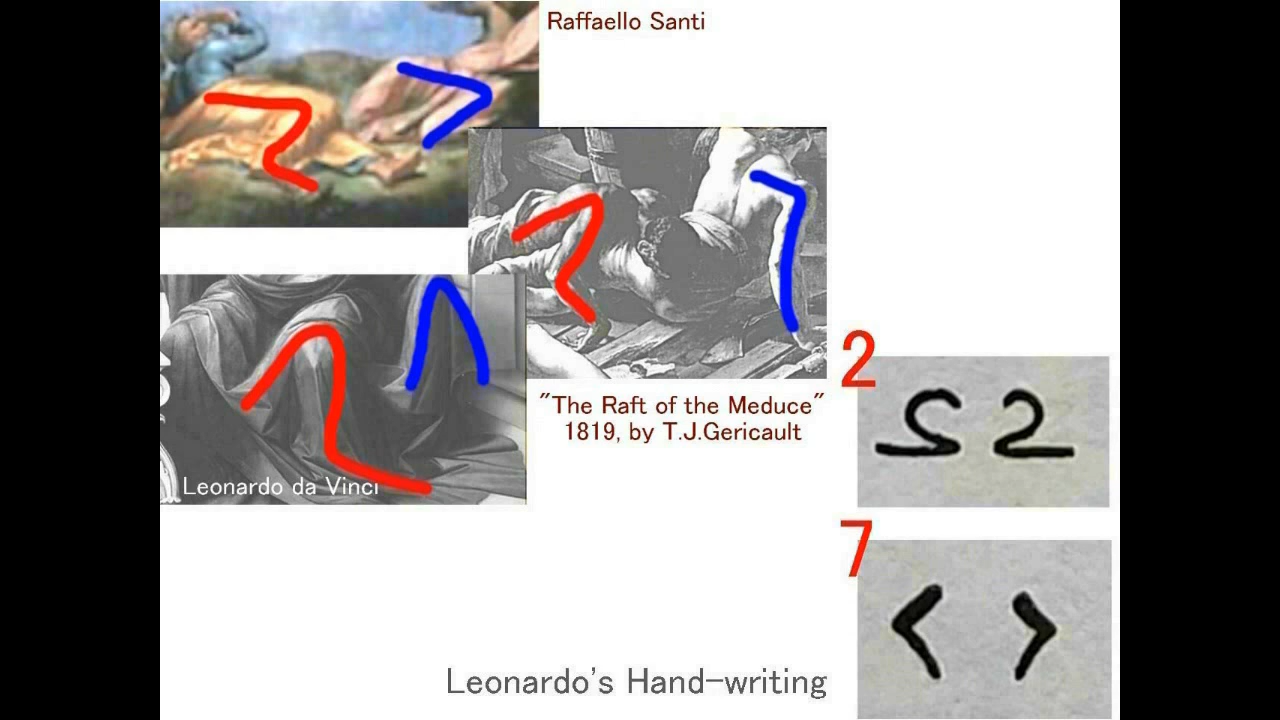 Raffaello Santi
"The Raft of the Meduce"
1819, by T.J.Gericault
Leonardo da Vinci
2
7
Leonardo's Hand-writing